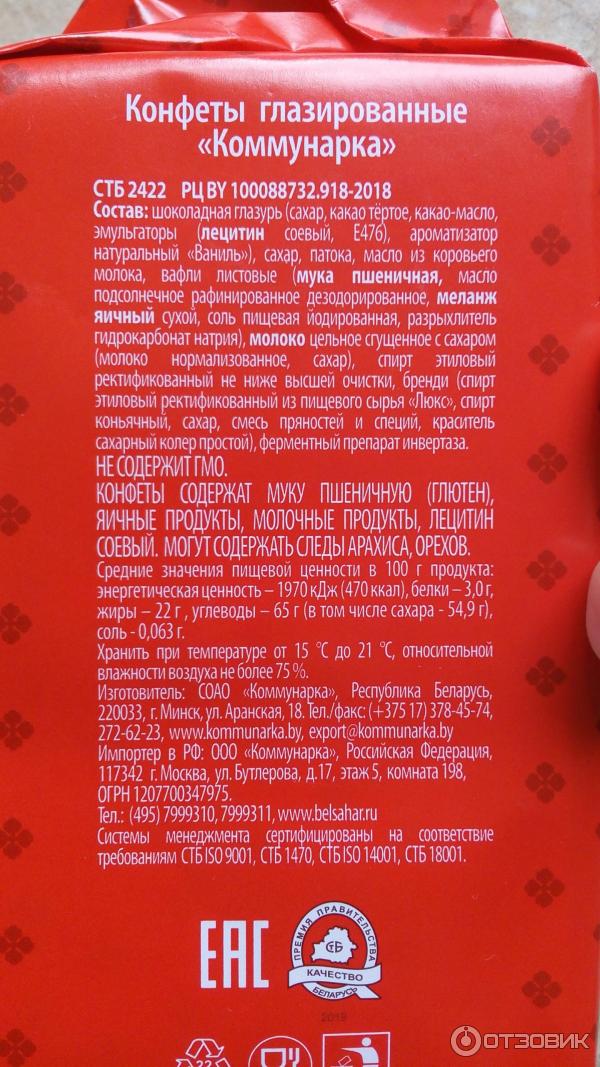 Конфеты глазированные
«Коммунарка»
СТБ 2422 РЦ BY 100088732.918-2018
Состав: шоколадная глазурь (сахар, какао тёртое, какао-масло,
эмульгаторы (лецитин соевый, Е476), ароматизатор
натуральный «Ваниль»), сахар, патока, масло из коровьего
молока, вафли листовые (мука пшеничная, масло
подсолнечное рафинированное дезодорированное, меланж
яичный сухой, соль пищевая йодированная, разрыхлитель
гидрокарбонат натрия), молоко цельное сгущенное с сахаром
(молоко нормализованное, сахар), спирт этиловый
ректификованный не ниже высшей очистки, бренди (спирт
этиловый ректификованный из пищевого сырья «Люкс», спирт
коньячный, сахар, смесь пряностей и специй, краситель
сахарный колер простой), ферментный препарат инвертаза.
НЕ СОДЕРЖИТ ГМО.
КОНФЕТЫ СОДЕРЖАТ МУКУ ПШЕНИЧНУЮ (ГЛЮТЕН),
ЯИЧНЫЕ ПРОДУКТЫ, МОЛОЧНЫЕ ПРОДУКТЫ, ЛЕЦИТИН
СОЕВЫЙ. МОГУТ СОДЕРЖАТЬ СЛЕДЫ АРАХИСА, ОРЕХОВ.
Средние значения пищевой ценности в 100 г продукта:
энергетическая ценность – 1970 кДж (470 ккал), белки – 3,0 г,
жиры – 22 г , углеводы – 65 г (в том числе сахара - 54,9 г),
соль - 0,063 г.
Хранить при температуре от 15 °С до 21 °С, относительной
влажности воздуха не более 75 %.
Изготовитель: СОАО «Коммунарка», Республика Беларусь,
220033, г. Минск, ул. Аранская, 18. Тел./факс: (+375 17) 378-45-74,
272-62-23, www.kommunarka.by, export@kommunarka.by
Импортер в РФ: ООО «Коммунарка», Российская Федерация,
117342 г. Москва, ул. Бутлерова, д.17, этаж 5, комната 198,
ОГРН 1207700347975.
Тел.: (495) 7999310, 7999311, www.belsahar.ru
Системы менеджмента сертифицированы на соответствие
требованиям СТБ ISO 9001, СТБ 1470, СТБ ISO 14001, СТБ 18001.
ЕАС
ПРЕМИЯ ПРАВИТЕЛЬСТВА
СТБ
КАЧЕСТВО
БЕЛАРУСЬ
2019
22
ОТЗОВИК